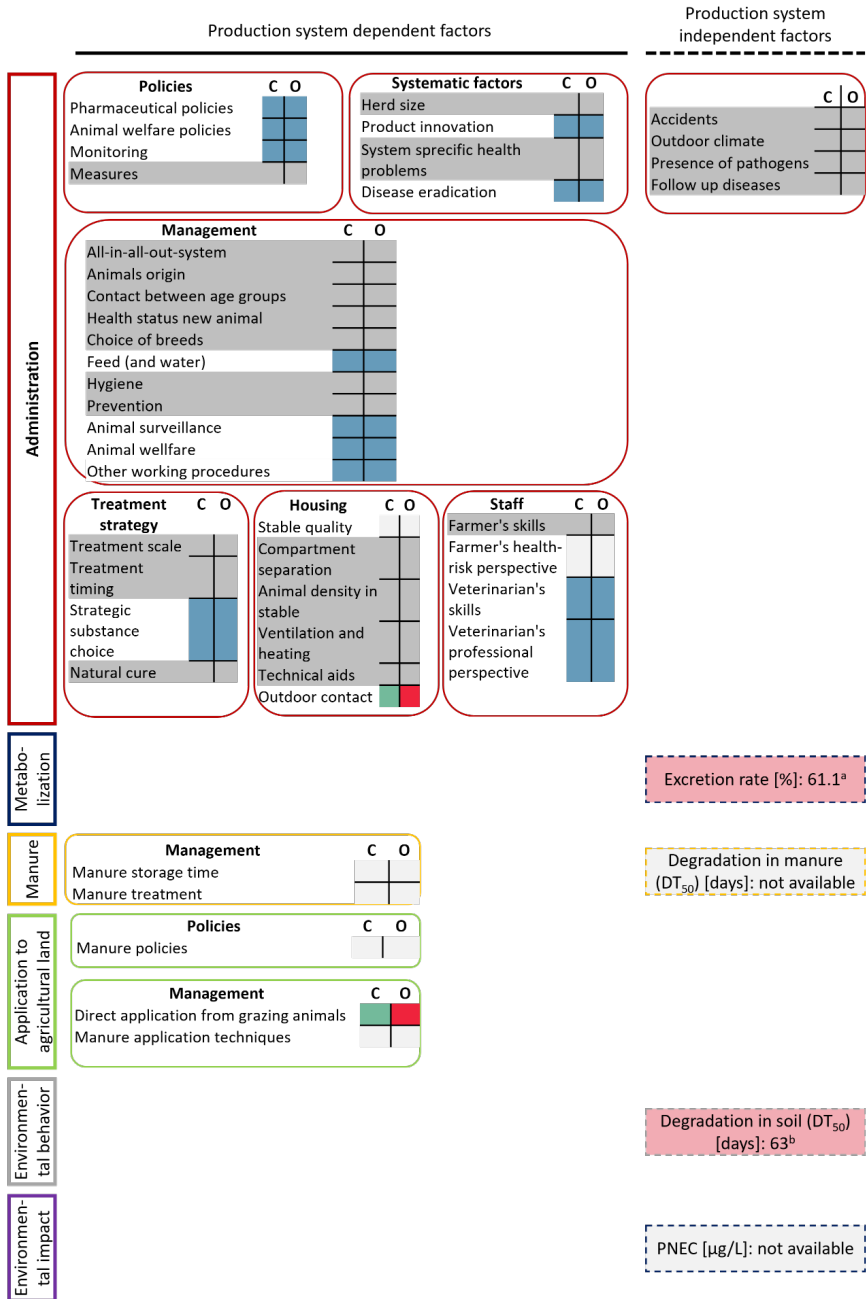 Production system dependent factors
Production system
independent factors
Administration
Policies
C O
Pharmaceutical policies
Animal welfare policies
Monitoring
Measures
Systematic factors
C O
Herd size
Product innovation
System sprecific health
problems
Disease eradication
C O
Accidents
Outdoor climate
Presence of pathogens
Follow up diseases
Management
C O
All-in-all-out-system
Animals origin
Contact between age groups
Health status new animal
Choice of breeds
Feed (and water)
Hygiene
Prevention
Animal surveillance
Animal wellfare
Other working procedures
Treatment
strategy
C O
Treatment scale
Treatment
timing
Strategic
substance
choice
Natural cure
Housing
C O
Stable quality
Compartment
separation
Animal density in
stable
Ventilation and
heating
Technical aids
Outdoor contact
Staff
C O
Farmer's skills
Farmer's health-
risk perspective
Veterinarian's
skills
Veterinarian's
professional
perspective
Metabo-
lization
Excretion rate [%]: 61.1ᵃ
Manure
Management
C O
Manure storage time
Manure treatment
Degradation in manure
(DT₅₀) [days]: not available
Application to
agricultural land
Policies
C O
Manure policies
Management
C O
Direct application from grazing animals
Manure application techniques
Environmen-
tal behavior
Degradation in soil (DT₅₀)
[days]: 63ᵇ
Environmen-
tal impact
PNEC [µg/L]: not available